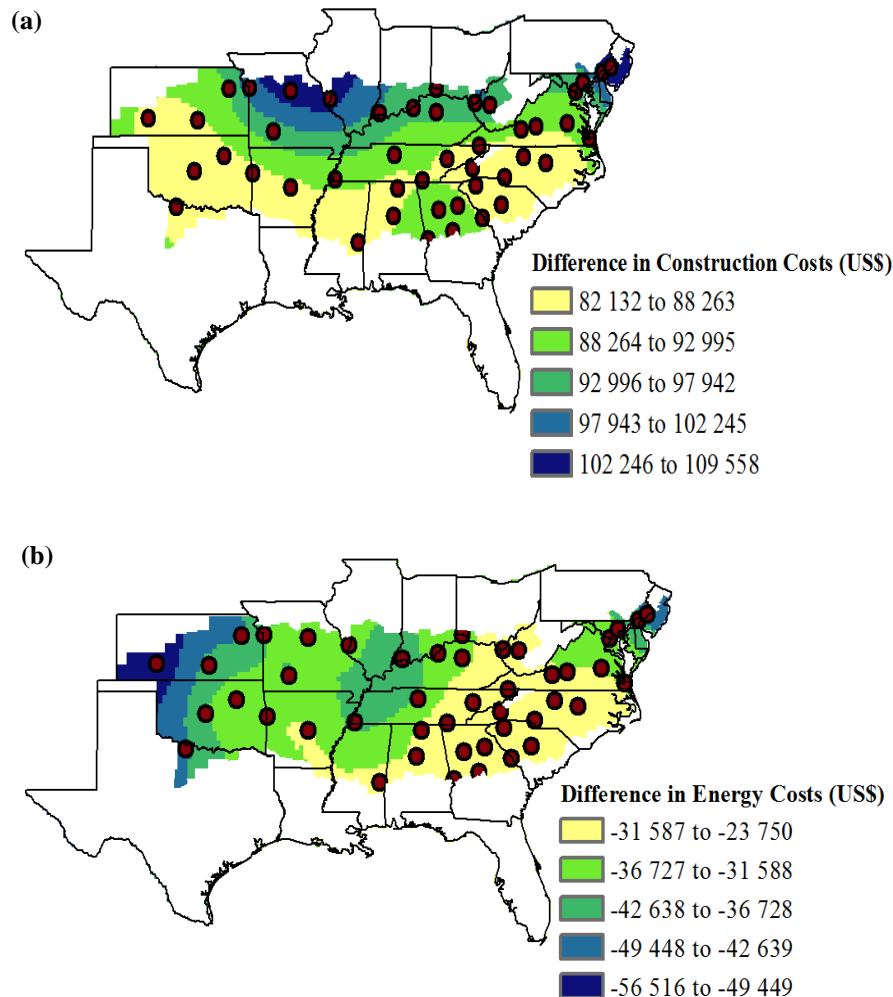 (a)
Difference in Construction Costs (US$)
82 132 to 88 263
88 264 to 92 995
92 996 to 97 942
97 943 to 102 245
102 246 to 109 558
(b)
Difference in Energy Costs (US$)
-31 587 to -23 750
-36 727 to -31 588
-42 638 to -36 728
-49 448 to -42 639
-56 516 to -49 449